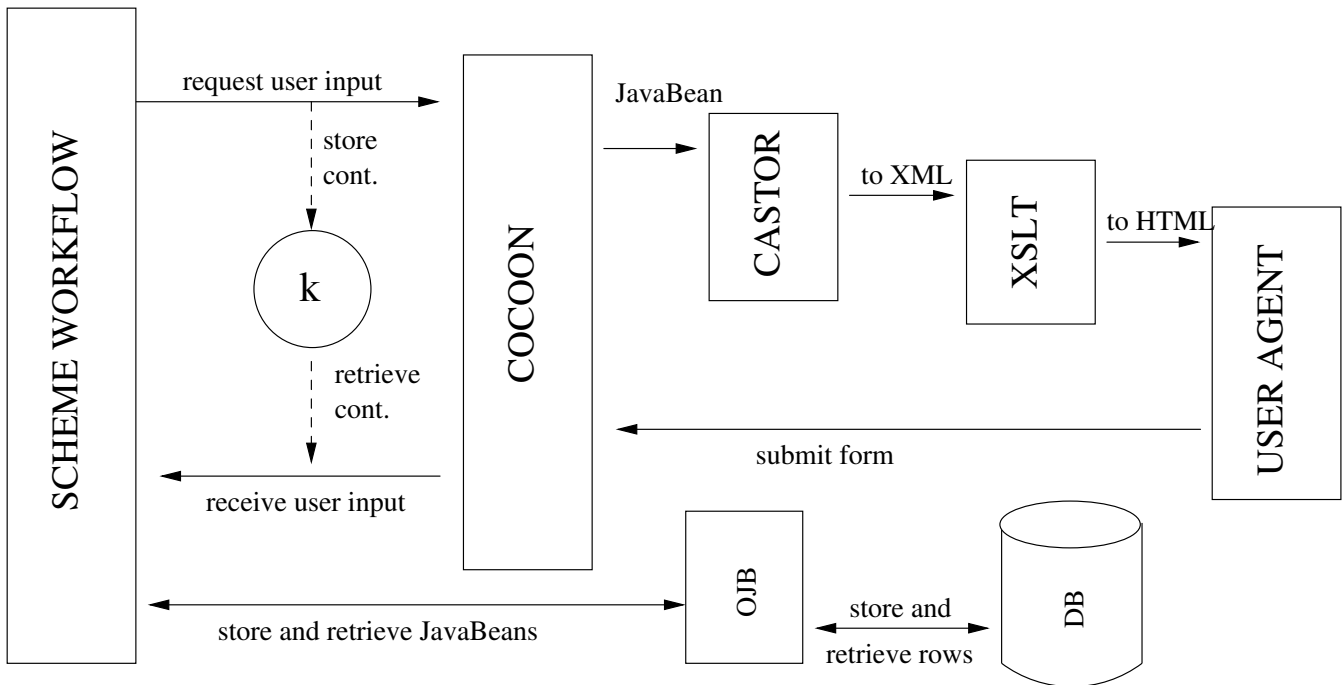 SCHEME WORKFLOW
request user input
store
cont.
k
retrieve
cont.
receive user input
COCOON
JavaBean
CASTOR
to XML
XSLT
to HTML
USER AGENT
submit form
store and retrieve JavaBeans
OJB
store and
retrieve rows
DB